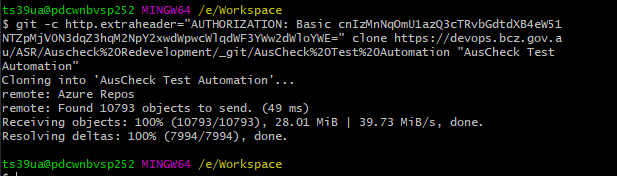 ts39ua@pdcwnbvsp252 MINGW64 /e/Workspace
$ git -c http.extraheader="AUTHORIZATION: Basic cnIzMnNqOmU1azQ3cTRvbGdtdXB4eW51
NTZpMjVON3dqZ3hqM2NpY2xwdWpwcWlqdWF3YWw2dWloYWE=" clone https://devops.bcz.gov.a
u/ASR/Auscheck%20Redevelopment/_git/AusCheck%20Test%20Automation "AusCheck Test
Automation"
Cloning into 'AusCheck Test Automation'...
remote: Azure Repos
remote: Found 10793 objects to send. (49 ms)
Receiving objects: 100% (10793/10793), 28.01 MiB | 39.73 MiB/s, done.
Resolving deltas: 100% (7994/7994), done.
ts39ua@pdcwnbvsp252 MINGW64 /e/Workspace
$